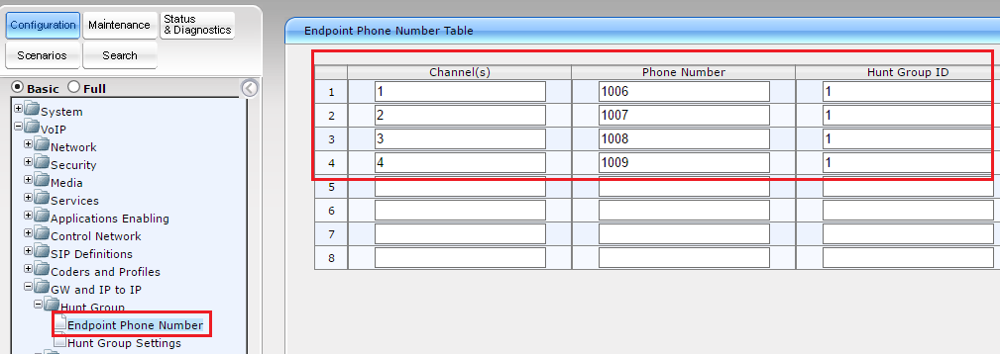 Configuration Maintenance Status & Diagnostics
Scenarios Search
Basic Full
System
VoIP
Network
Security
Media
Services
Applications Enabling
Control Network
SIP Definitions
Coders and Profiles
GW and IP to IP
Hunt Group
Endpoint Phone Number
Hunt Group Settings
Endpoint Phone Number Table
Channel(s) Phone Number Hunt Group ID
1 1 1006 1
2 2 1007 1
3 3 1008 1
4 4 1009 1
5
6
7
8